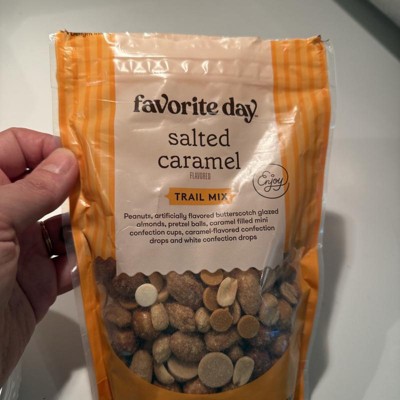 favorite day™
salted
caramel
FLAVORED
TRAIL MIX
Enjoy
Peanuts, artificially flavored butterscotch glazed
almonds, pretzel balls, caramel filled mini
confection cups, caramel-flavored confection
drops and white confection drops